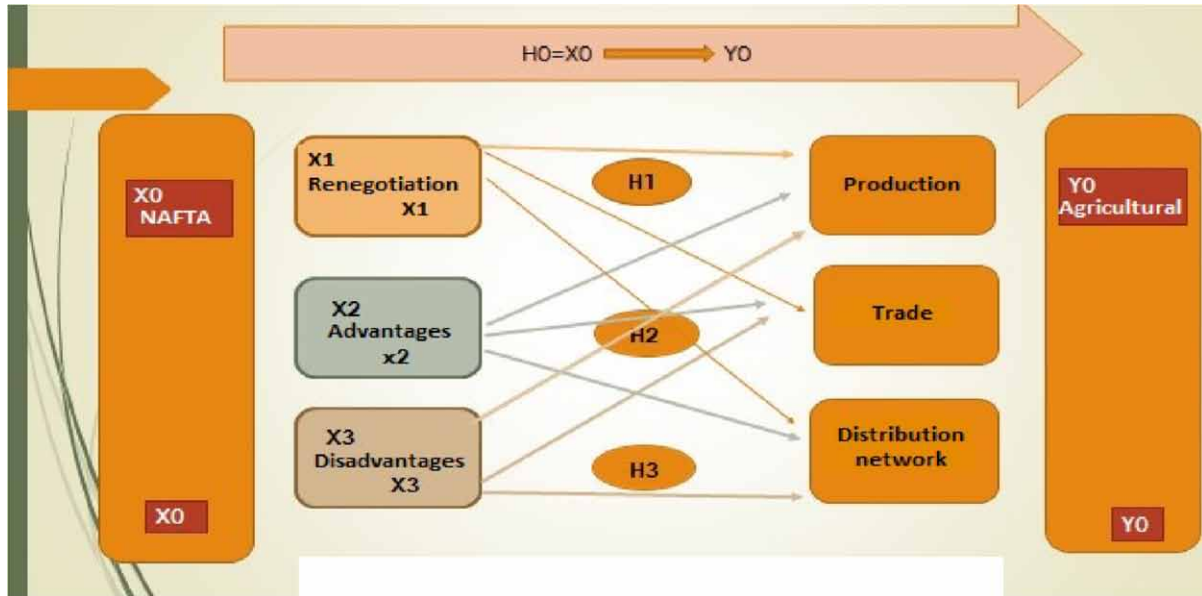 H0=X0 Y0
X0
NAFTA
X0
X1
Renegotiation
X1
X2
Advantages
x2
X3
Disadvantages
X3
H1
H2
H3
Production
Trade
Distribution
network
Y0
Agricultural
Y0